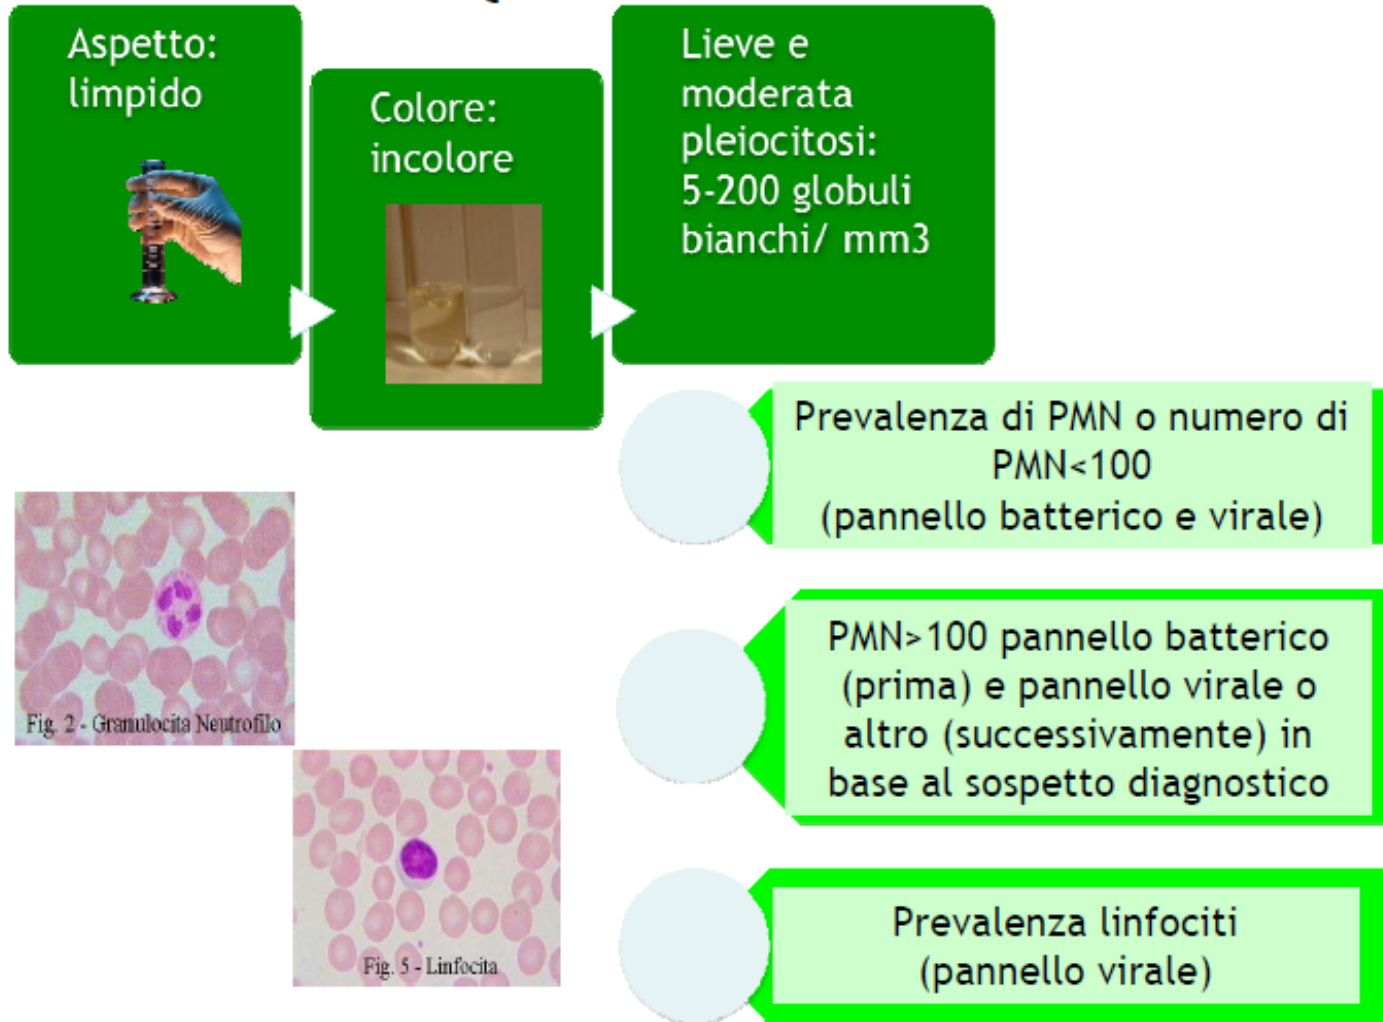 Aspetto:
limpido
Colore:
incolore
Lieve e
moderata
pleiocitosi:
5-200 globuli
bianchi/ mm3
Prevalenza di PMN o numero di
PMN<100
(pannello batterico e virale)
PMN>100 pannello batterico
(prima) e pannello virale o
altro (successivamente) in
base al sospetto diagnostico
Prevalenza linfociti
(pannello virale)
Fig. 2 - Granulocita Neutrofilo
Fig. 5 - Linfocita